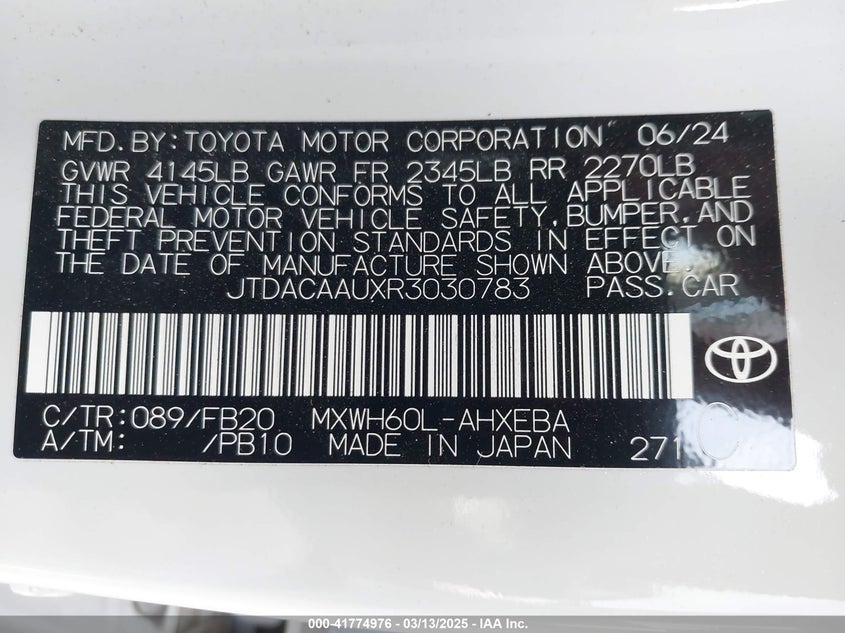 MFD.BY:TOYOTA MOTOR CORPORATION 06/24
GVWR 4145LB GAWR FR 2345LB RR 2270LB
THIS VEHICLE CONFORMS TO ALL APPLICABLE
FEDERAL MOTOR VEHICLE SAFETY,BUMPER,AND
THEFT PREVENTION STANDARDS IN EFFECT ON
THE DATE OF MANUFACTURE SHOWN ABOVE.
JTDACAAUXR3030783 PASS.CAR
C/TR:089/FB20 MXWH60L-AHXEBA
A/TM: /PB10 MADE IN JAPAN 271 C
000-41774976 - 03/13/2025 - IAA Inc.